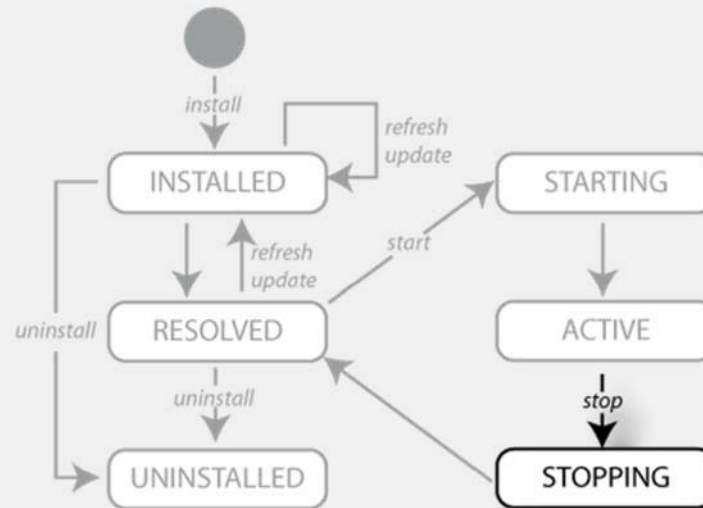 install
refresh
update
INSTALLED
STARTING
start
refresh
update
uninstall
RESOLVED
ACTIVE
uninstall
stop
UNINSTALLED
STOPPING